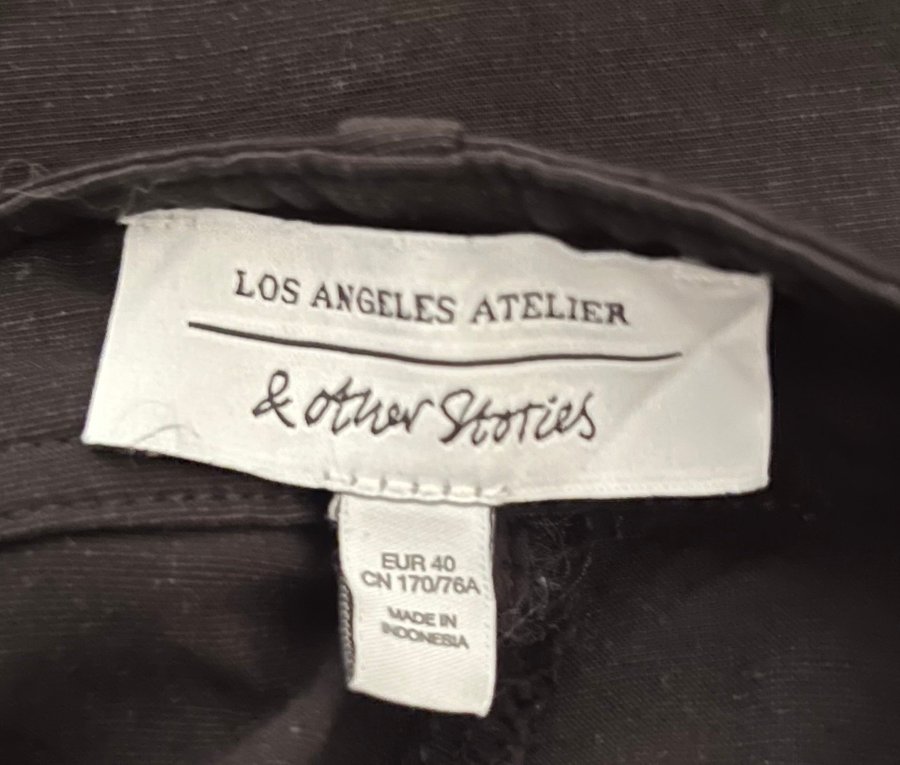 LOS ANGELES ATELIER
& other Stories
EUR 40
CN 170/76A
MADE IN
INDONESIA